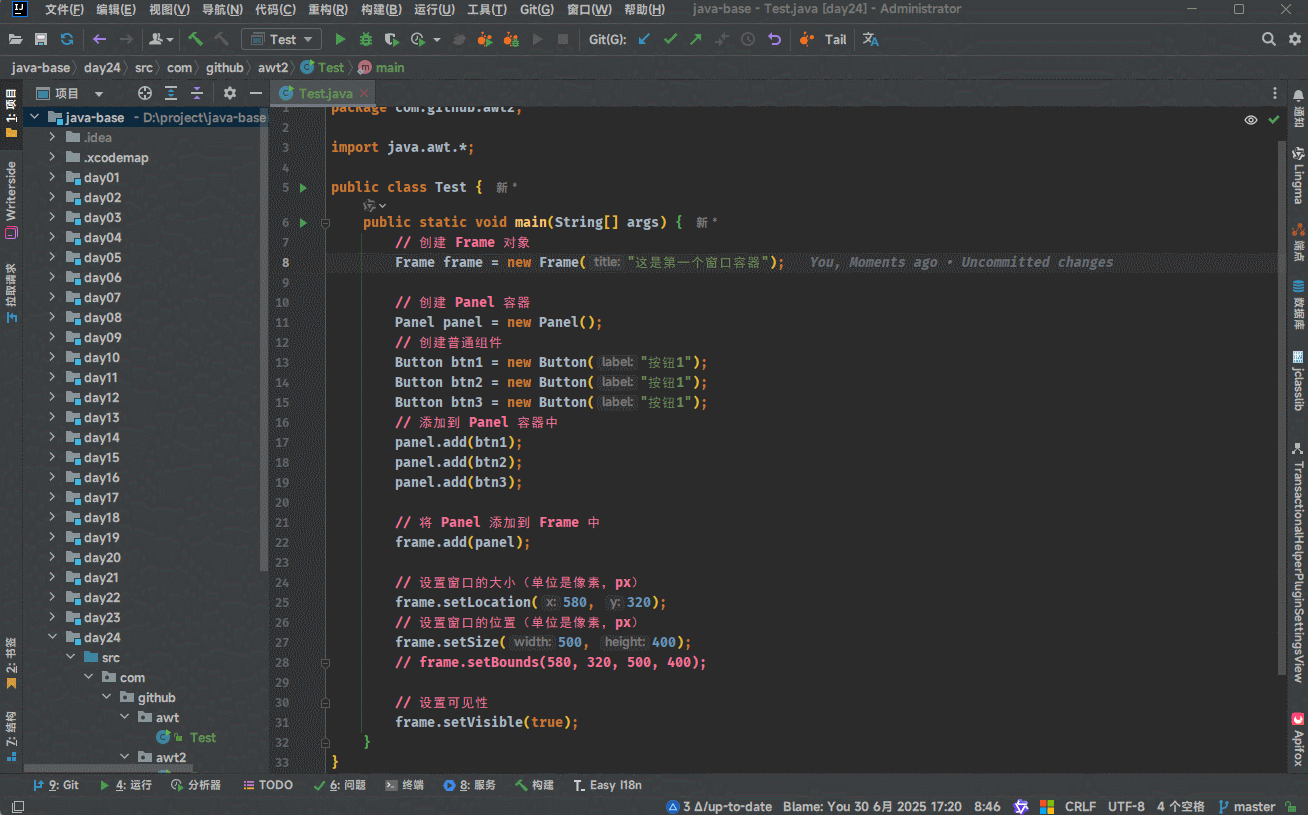 文件(F) 编辑(E) 视图(V) 导航(N) 代码(C) 重构(R) 构建(B) 运行(U) 工具(T) Git(G) 窗口(W) 帮助(H) java-base - Test.java [day24] - Administrator
Test Git(G): Tail
java-base day24 src com github awt2 Test main
项目 Test.java
1: 项目
Writerside
拉取请求
2: 书签
7: 结构
java-base - D:\project\java-base
.idea
.xcodemap
day01
day02
day03
day04
day05
day06
day07
day08
day09
day10
day11
day12
day13
day14
day15
day16
day17
day18
day19
day20
day21
day22
day23
day24
src
com
github
awt
Test
awt2
1 package com.github.awt2;
2
3 import java.awt.*;
4
5 public class Test { 新 *
6 public static void main(String[] args) { 新 *
7 // 创建 Frame 对象
8 Frame frame = new Frame( title: "这是第一个窗口容器"); You, Moments ago • Uncommitted changes
9
10 // 创建 Panel 容器
11 Panel panel = new Panel();
12 // 创建普通组件
13 Button btn1 = new Button( label: "按钮1");
14 Button btn2 = new Button( label: "按钮1");
15 Button btn3 = new Button( label: "按钮1");
16 // 添加到 Panel 容器中
17 panel.add(btn1);
18 panel.add(btn2);
19 panel.add(btn3);
20
21 // 将 Panel 添加到 Frame 中
22 frame.add(panel);
23
24 // 设置窗口的大小（单位是像素，px）
25 frame.setLocation( x: 580, y: 320);
26 // 设置窗口的位置（单位是像素，px）
27 frame.setSize( width: 500, height: 400);
28 // frame.setBounds(580, 320, 500, 400);
29
30 // 设置可见性
31 frame.setVisible(true);
32 }
33 }
通知
Lingma
端点
数据库
jclasslib
TransactionalHelperPluginSettingsView
Apifox
9: Git 4: 运行 分析器 TODO 6: 问题 终端 8: 服务 构建 Easy I18n
3 Δ/up-to-date Blame: You 30 6月 2025 17:20 8:46 CRLF UTF-8 4 个空格 master